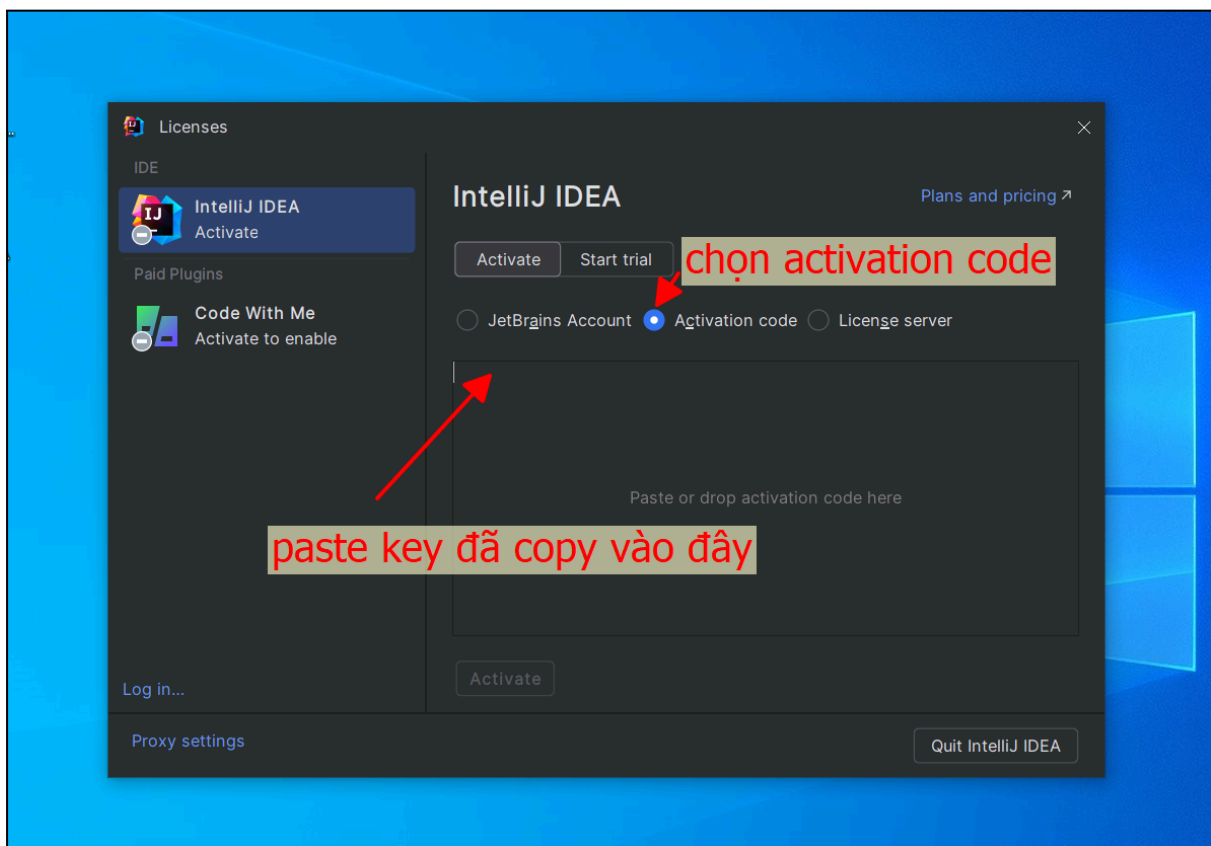 Licenses
IDE
IntelliJ IDEA
Activate
Paid Plugins
Code With Me
Activate to enable
Log in...
IntelliJ IDEA
Plans and pricing ↗
Activate
Start trial
chọn activation code
JetBrains Account
Activation code
License server
Paste or drop activation code here
paste key đã copy vào đây
Activate
Proxy settings
Quit IntelliJ IDEA